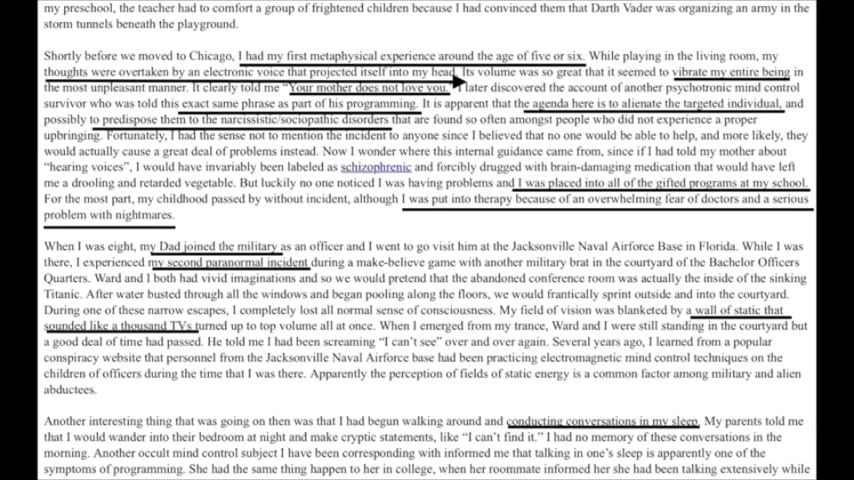 my preschool, the teacher had to comfort a group of frightened children because I had convinced them that Darth Vader was organizing an army in the
storm tunnels beneath the playground.
Shortly before we moved to Chicago, I had my first metaphysical experience around the age of five or six. While playing in the living room, my
thoughts were overtaken by an electronic voice that projected itself into my head. Its volume was so great that it seemed to vibrate my entire being in
the most unpleasant manner. It clearly told me "Your mother does not love you." I later discovered the account of another psychotronic mind control
survivor who was told this exact same phrase as part of his programming. It is apparent that the agenda here is to alienate the targeted individual, and
possibly to predispose them to the narcissistic/sociopathic disorders that are found so often amongst people who did not experience a proper
upbringing. Fortunately, I had the sense not to mention the incident to anyone since I believed that no one would be able to help, and more likely, they
would actually cause a great deal of problems instead. Now I wonder where this internal guidance came from, since if I had told my mother about
“hearing voices”, I would have invariably been labeled as schizophrenic and forcibly drugged with brain-damaging medication that would have left
me a drooling and retarded vegetable. But luckily no one noticed I was having problems and I was placed into all of the gifted programs at my school.
For the most part, my childhood passed by without incident, although I was put into therapy because of an overwhelming fear of doctors and a serious
problem with nightmares.
When I was eight, my Dad joined the military as an officer and I went to go visit him at the Jacksonville Naval Airforce Base in Florida. While I was
there, I experienced my second paranormal incident during a make-believe game with another military brat in the courtyard of the Bachelor Officers
Quarters. Ward and I both had vivid imaginations and so we would pretend that the abandoned conference room was actually the inside of the sinking
Titanic. After water busted through all the windows and began pooling along the floors, we would frantically sprint outside and into the courtyard.
During one of these narrow escapes, I completely lost all normal sense of consciousness. My field of vision was blanketed by a wall of static that
sounded like a thousand TVs turned up to top volume all at once. When I emerged from my trance, Ward and I were still standing in the courtyard but
a good deal of time had passed. He told me I had been screaming “I can’t see” over and over again. Several years ago, I learned from a popular
conspiracy website that personnel from the Jacksonville Naval Airforce base had been practicing electromagnetic mind control techniques on the
children of officers during the time that I was there. Apparently the perception of fields of static energy is a common factor among military and alien
abductees.
Another interesting thing that was going on then was that I had begun walking around and conducting conversations in my sleep. My parents told me
that I would wander into their bedroom at night and make cryptic statements, like “I can’t find it.” I had no memory of these conversations in the
morning. Another occult mind control subject I have been corresponding with informed me that talking in one’s sleep is apparently one of the
symptoms of programming. She had the same thing happen to her in college, when her roommate informed her she had been talking extensively while